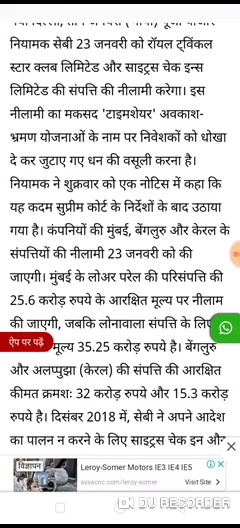 नियामक सेबी 23 जनवरी को रॉयल ट्विंकल
स्टार क्लब लिमिटेड और साइट्रस चेक इन्स
लिमिटेड की संपत्ति की नीलामी करेगा। इस
नीलामी का मकसद 'टाइमशेयर' अवकाश-
भ्रमण योजनाओं के नाम पर निवेशकों को धोखा
दे कर जुटाए गए धन की वसूली करना है।
नियामक ने शुक्रवार को एक नोटिस में कहा कि
यह कदम सुप्रीम कोर्ट के निर्देशों के बाद उठाया
गया है। कंपनियों की मुंबई, बेंगलुरु और केरल के
संपत्तियों की नीलामी 23 जनवरी को की
जाएगी। मुंबई के लोअर परेल की परिसंपत्ति की
25.6 करोड़ रुपये के आरक्षित मूल्य पर नीलाम
की जाएगी, जबकि लोनावाला संपत्ति के
ऐप पर पढ़ें
मूल्य 35.25 करोड़ रुपये है। बेंगलुरु
और अलप्पुझा (केरल) की संपत्ति की आरक्षित
कीमत क्रमशः 32 करोड़ रुपये और 15.3 करोड़
रुपये है। दिसंबर 2018 में, सेबी ने अपने आदेश
का पालन न करने के लिए साइट्रस चेक इन
विज्ञापन
Leroy-Somer Motors IE3 IE4 IE5
sxxacnc.com/leroy-somer
Visit Site >
DU RECORDER